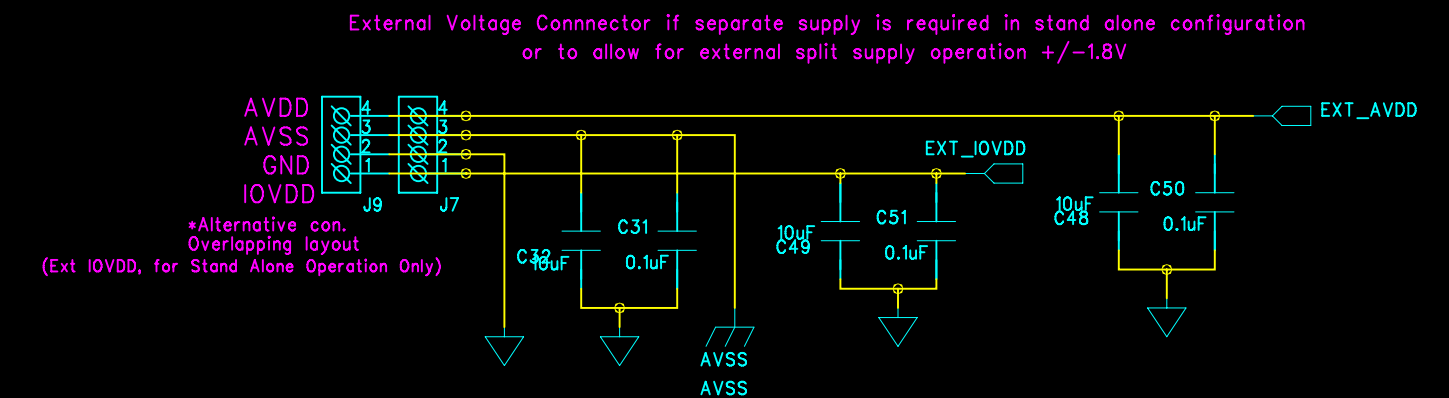 External Voltage Connnector if separate supply is required in stand alone configuration
or to allow for external split supply operation +/-1.8V
AVDD
AVSS
GND
IOVDD
4
3
2
1
J9
4
3
2
1
J7
*Alternative con.
Overlapping layout
(Ext IOVDD, for Stand Alone Operation Only)
C32
10uF
C31
0.1uF
AVSS
AVSS
EXT_IOVDD
10uF
C49
C51
0.1uF
EXT_AVDD
10uF
C48
C50
0.1uF